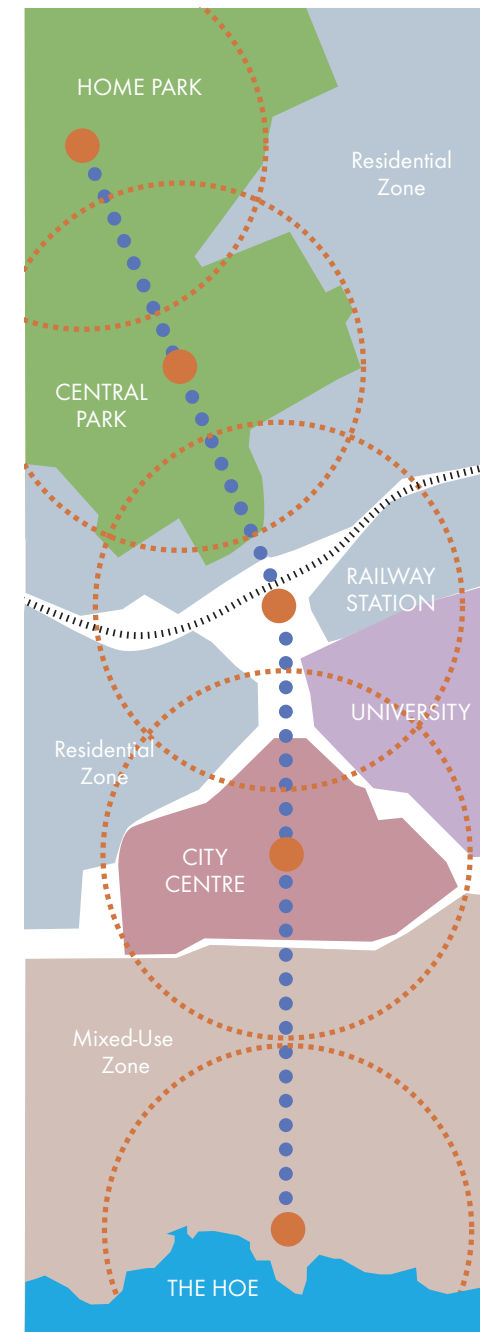 HOME PARK
Residential
Zone
CENTRAL
PARK
RAILWAY
STATION
UNIVERSITY
Residential
Zone
CITY
CENTRE
Mixed-Use
Zone
THE HOE